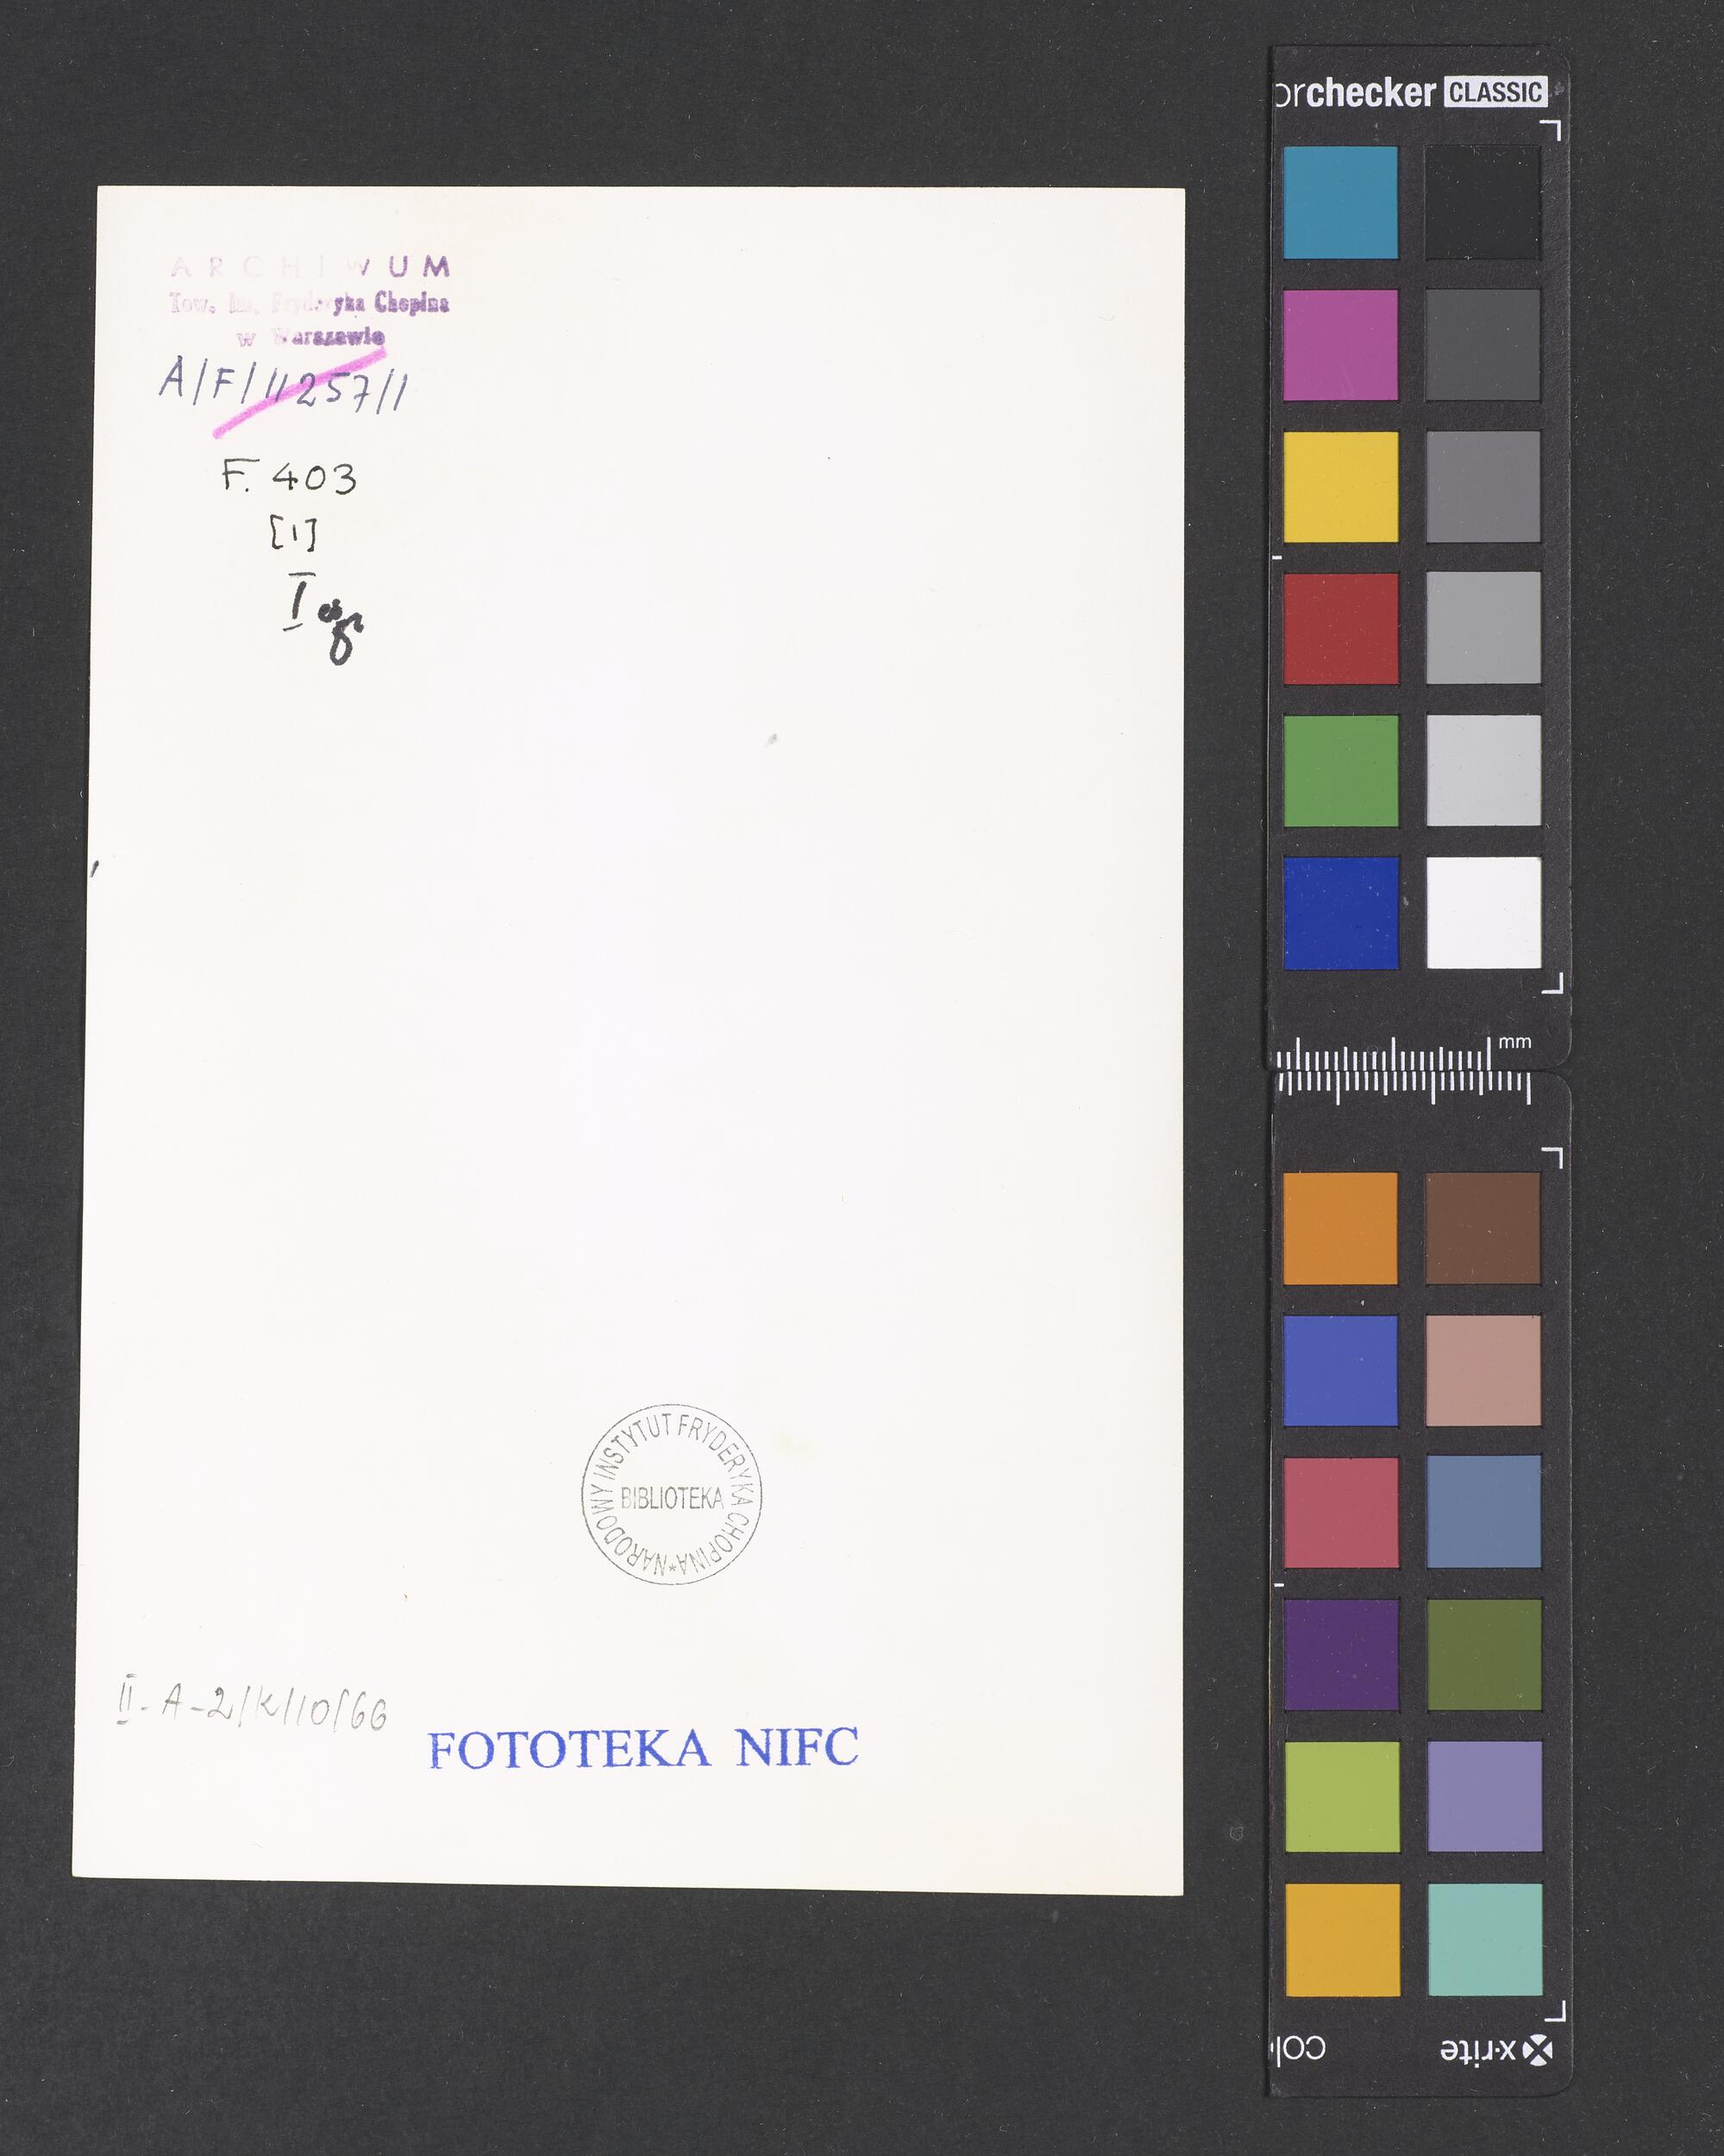 ARCHIWUM
Tow. im. Fryderyka Chopina
w Warszawie
A/F/11257/1
F. 403
[1]
I egz
NARODOWY INSTYTUT FRYDERYKA CHOPINA *
BIBLIOTEKA
II-A-2/K/10/66
FOTOTEKA NIFC
orchecker CLASSIC
mm
col
x-rite